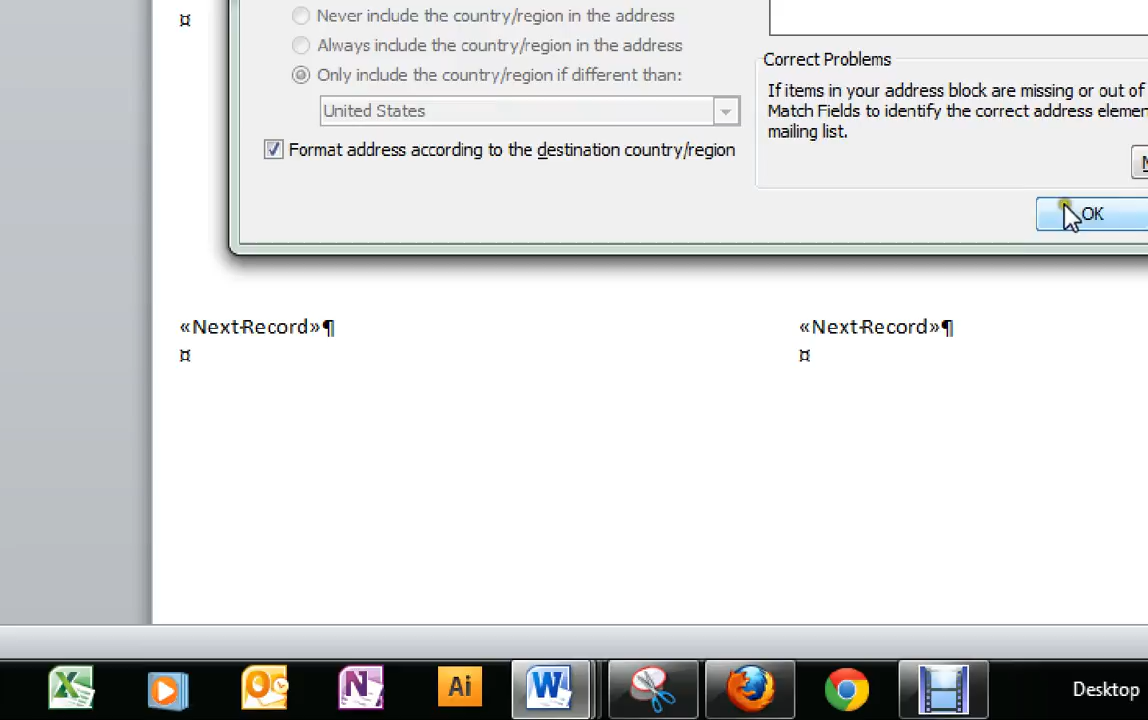 Never include the country/region in the address
¤
Always include the country/region in the address
Only include the country/region if different than:
United States
Format address according to the destination country/region
Correct Problems
If items in your address block are missing or out of
Match Fields to identify the correct address elemen
mailing list.
OK
«Next·Record»¶
¤
«Next·Record»¶
¤
Ai
Desktop